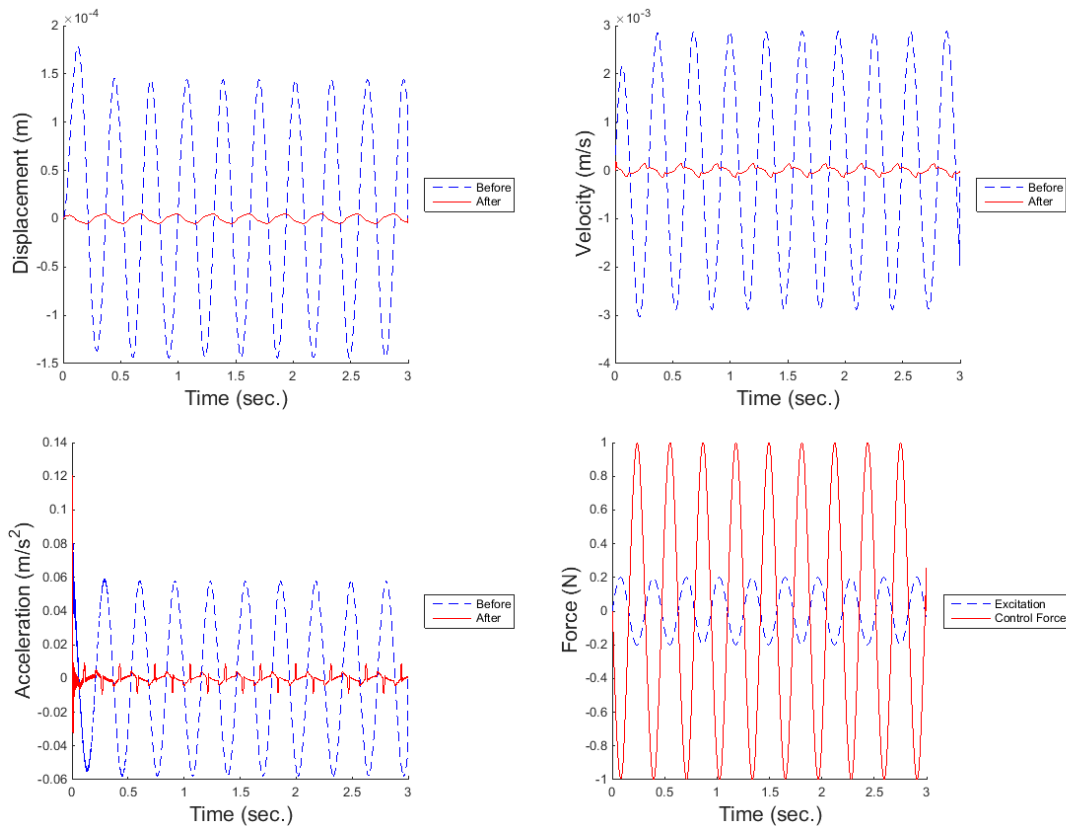 ×10⁻⁴
2
1.5
1
0.5
0
-0.5
-1
-1.5
0 0.5 1 1.5 2 2.5 3
Displacement (m)
Time (sec.)
Before
After
×10⁻³
3
2
1
0
-1
-2
-3
-4
0 0.5 1 1.5 2 2.5 3
Velocity (m/s)
Time (sec.)
Before
After
0.14
0.12
0.1
0.08
0.06
0.04
0.02
0
-0.02
-0.04
-0.06
0 0.5 1 1.5 2 2.5 3
Acceleration (m/s²)
Time (sec.)
Before
After
1
0.8
0.6
0.4
0.2
0
-0.2
-0.4
-0.6
-0.8
-1
0 0.5 1 1.5 2 2.5 3
Force (N)
Time (sec.)
Excitation
Control Force